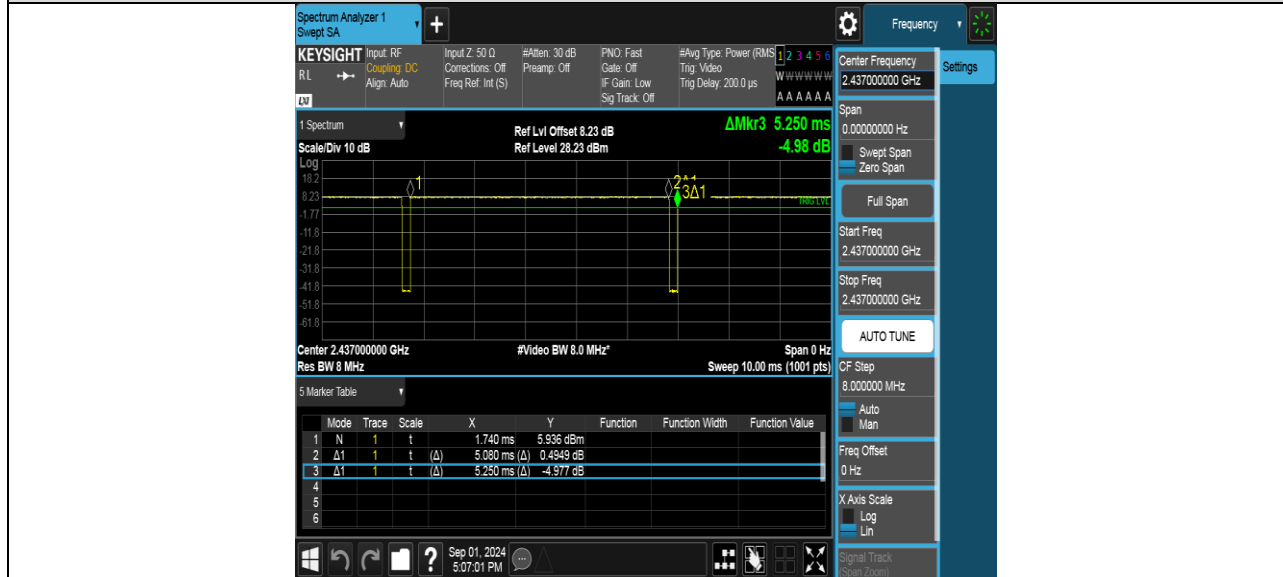 Spectrum Analyzer 1
Swept SA
+
Frequency
KEYSIGHT
RL
LXI
Input: RF
Coupling: DC
Align: Auto
Input Z: 50 Ω
Corrections: Off
Freq Ref: Int (S)
#Atten: 30 dB
Preamp: Off
PNO: Fast
Gate: Off
IF Gain: Low
Sig Track: Off
#Avg Type: Power (RMS
Trig: Video
Trig Delay: 200.0 µs
1 2 3 4 5 6
W W W W W W
A A A A A A
1 Spectrum
Scale/Div 10 dB
Ref Lvl Offset 8.23 dB
Ref Level 28.23 dBm
ΔMkr3 5.250 ms
-4.98 dB
Log
18.2
8.23
-1.77
-11.8
-21.8
-31.8
-41.8
-51.8
-61.8
1
2Δ1
3Δ1
TRIG LVL
Center 2.437000000 GHz
#Video BW 8.0 MHz*
Span 0 Hz
Res BW 8 MHz
Sweep 10.00 ms (1001 pts)
5 Marker Table
Mode Trace Scale X Y Function Function Width Function Value
1 N 1 t 1.740 ms 5.936 dBm
2 Δ1 1 t (Δ) 5.080 ms (Δ) 0.4949 dB
3 Δ1 1 t (Δ) 5.250 ms (Δ) -4.977 dB
4
5
6
Sep 01, 2024
5:07:01 PM
Center Frequency
2.437000000 GHz
Span
0.00000000 Hz
Swept Span
Zero Span
Full Span
Start Freq
2.437000000 GHz
Stop Freq
2.437000000 GHz
AUTO TUNE
CF Step
8.000000 MHz
Auto
Man
Freq Offset
0 Hz
X Axis Scale
Log
Lin
Signal Track
(Span Zoom)
Settings